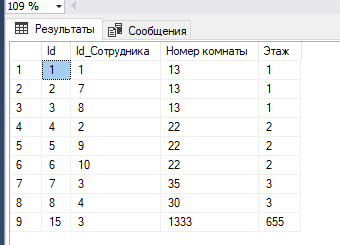 109 %
Результаты Сообщения
Id Id_Сотрудника Номер комнаты Этаж
1 1 1 13 1
2 2 7 13 1
3 3 8 13 1
4 4 2 22 2
5 5 9 22 2
6 6 10 22 2
7 7 3 35 3
8 8 4 30 3
9 15 3 1333 655